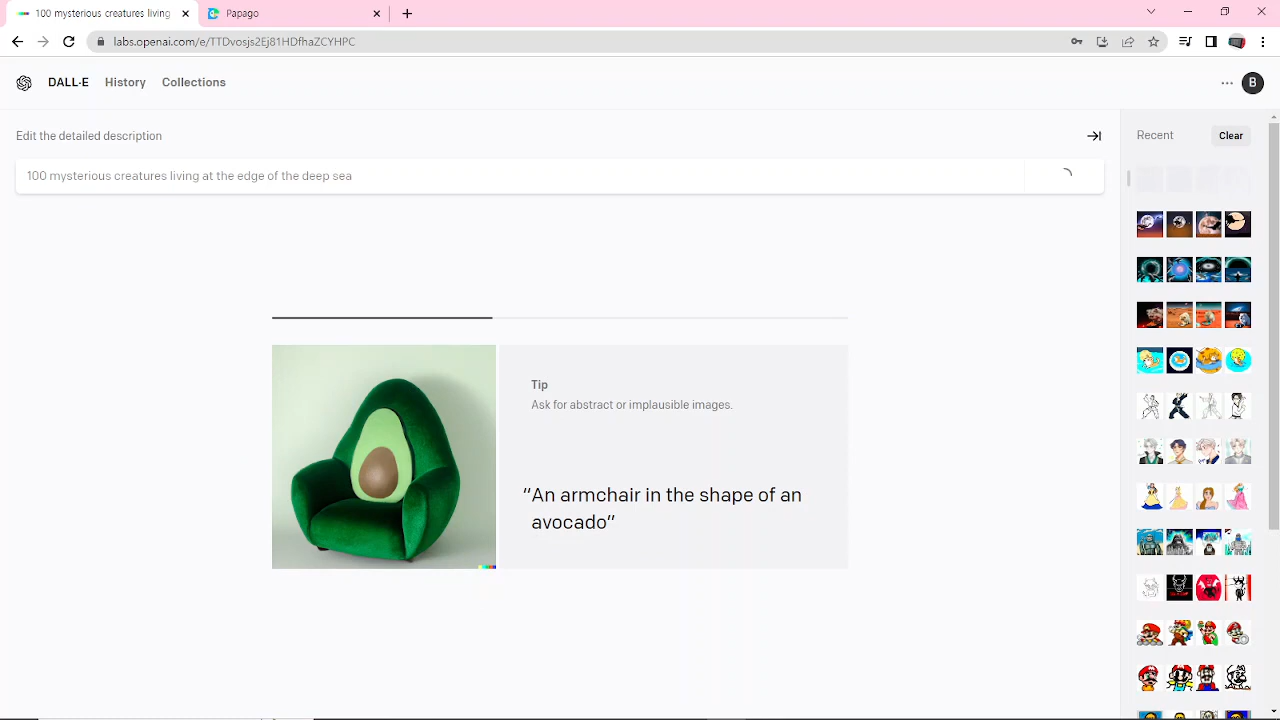 100 mysterious creatures living
Papago
labs.openai.com/e/TTDvosjs2Ej81HDfhaZCYHPC
DALL·E
History
Collections
B
Edit the detailed description
Recent
Clear
100 mysterious creatures living at the edge of the deep sea
Tip
Ask for abstract or implausible images.
“An armchair in the shape of an
avocado”